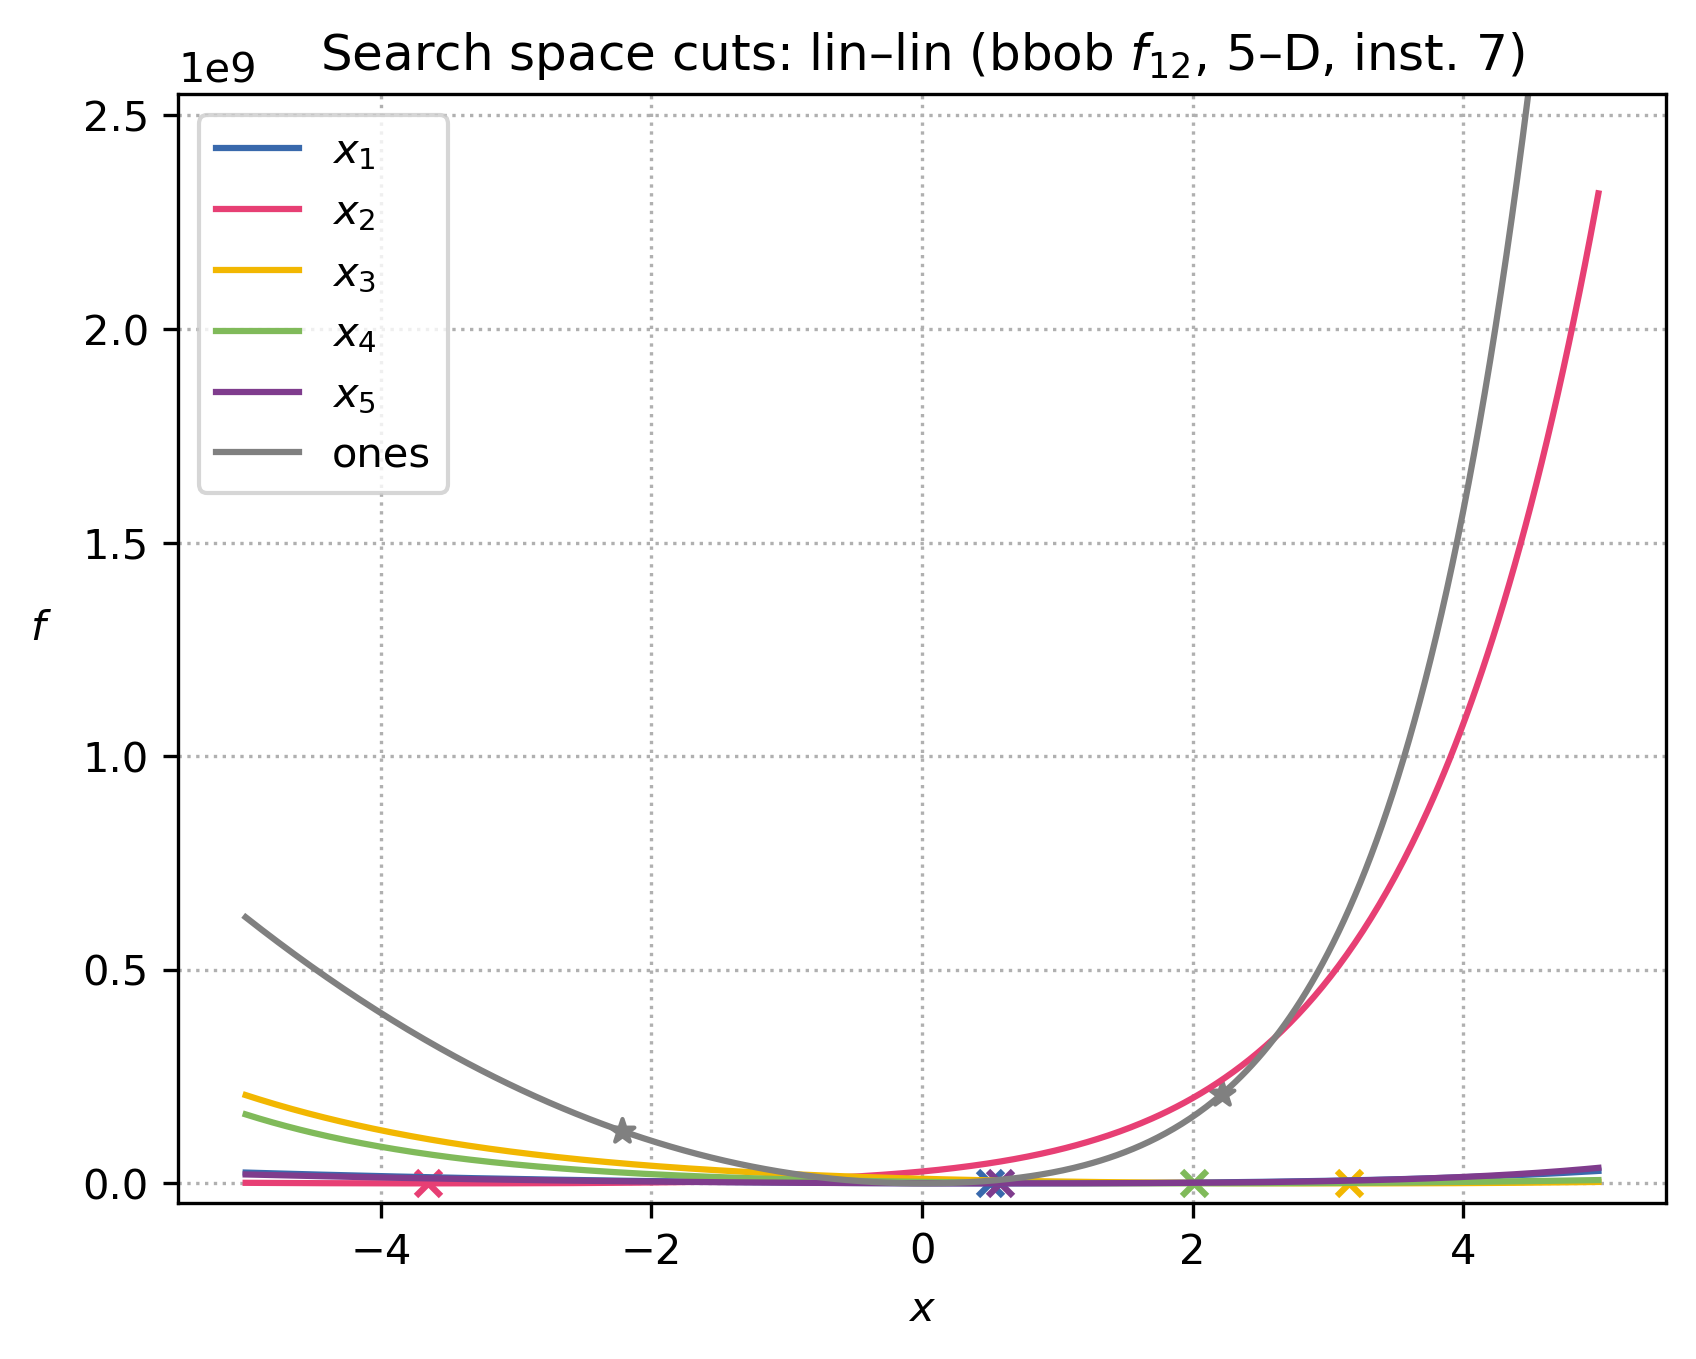 Search space cuts: lin–lin (bbob f₁₂, 5–D, inst. 7)
1e9
2.5
2.0
1.5
1.0
0.5
0.0
f
x₁
x₂
x₃
x₄
x₅
ones
−4
−2
0
2
4
x